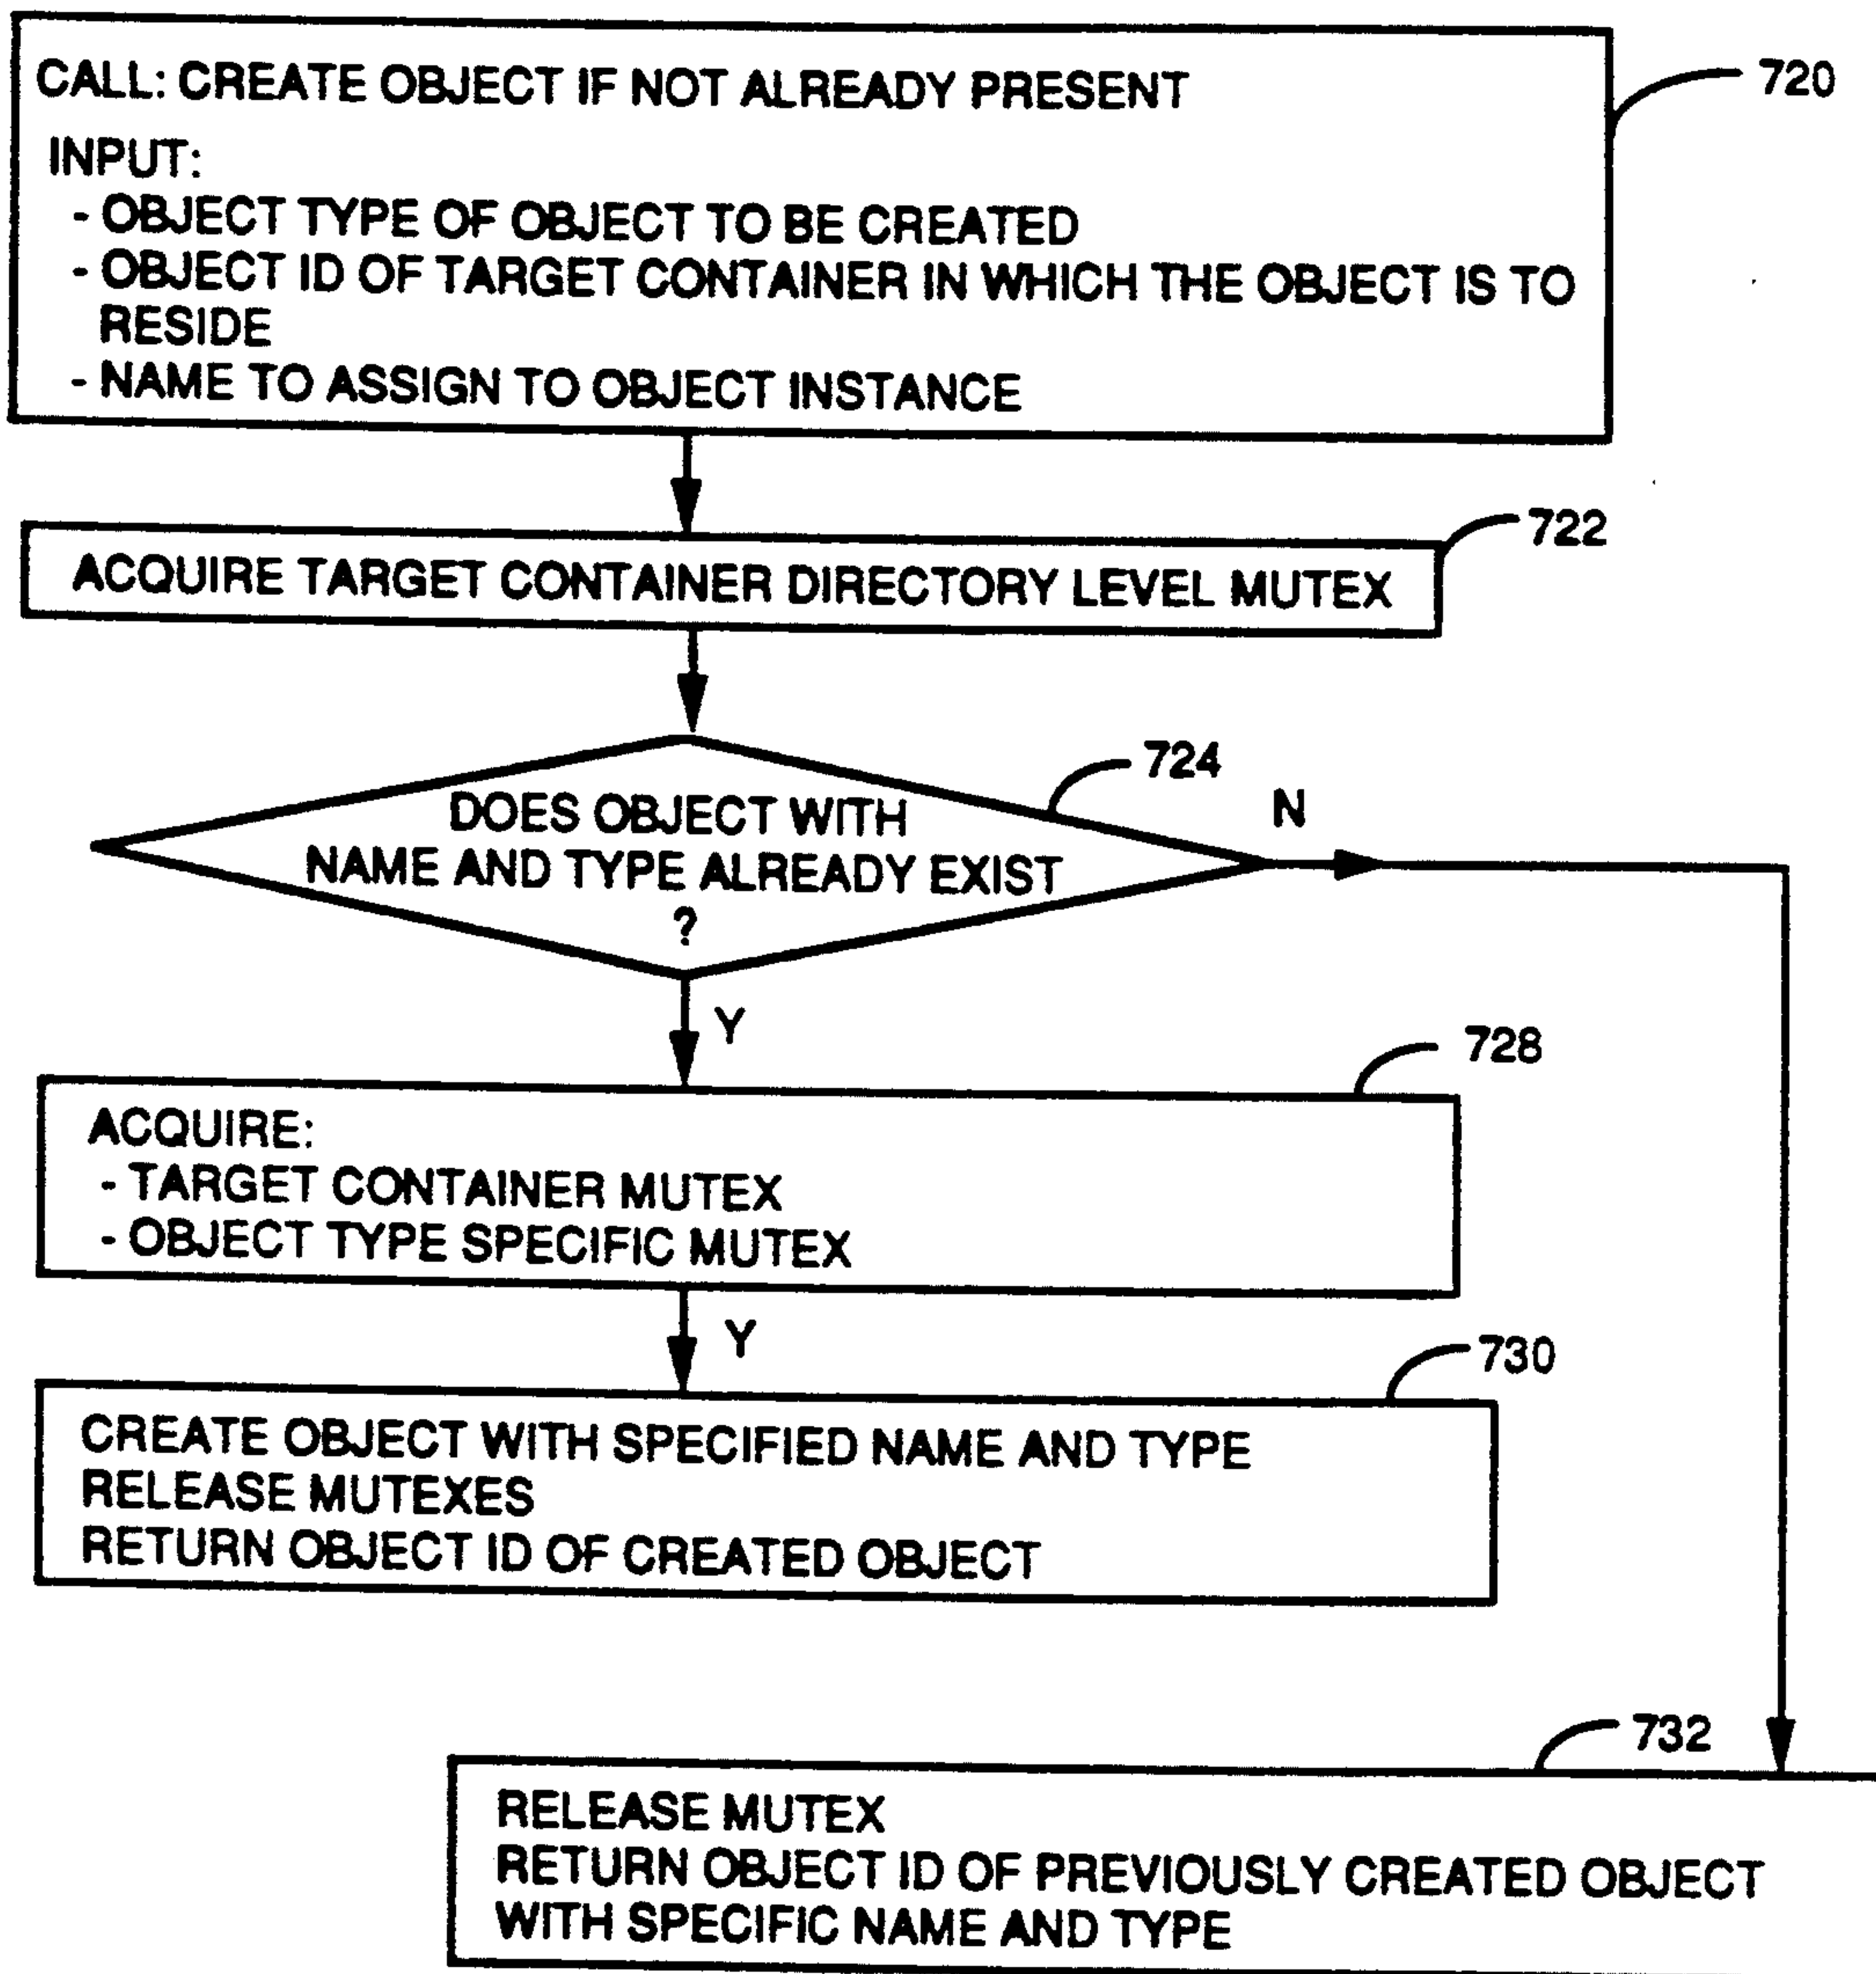 CALL: CREATE OBJECT IF NOT ALREADY PRESENT
720
INPUT:
- OBJECT TYPE OF OBJECT TO BE CREATED
- OBJECT ID OF TARGET CONTAINER IN WHICH THE OBJECT IS TO
RESIDE
- NAME TO ASSIGN TO OBJECT INSTANCE
722
ACQUIRE TARGET CONTAINER DIRECTORY LEVEL MUTEX
724
DOES OBJECT WITH
N
NAME AND TYPE ALREADY EXIST
?
Y
728
ACQUIRE:
- TARGET CONTAINER MUTEX
- OBJECT TYPE SPECIFIC MUTEX
Y
730
CREATE OBJECT WITH SPECIFIED NAME AND TYPE
RELEASE MUTEXES
RETURN OBJECT ID OF CREATED OBJECT
732
RELEASE MUTEX
RETURN OBJECT ID OF PREVIOUSLY CREATED OBJECT
WITH SPECIFIC NAME AND TYPE